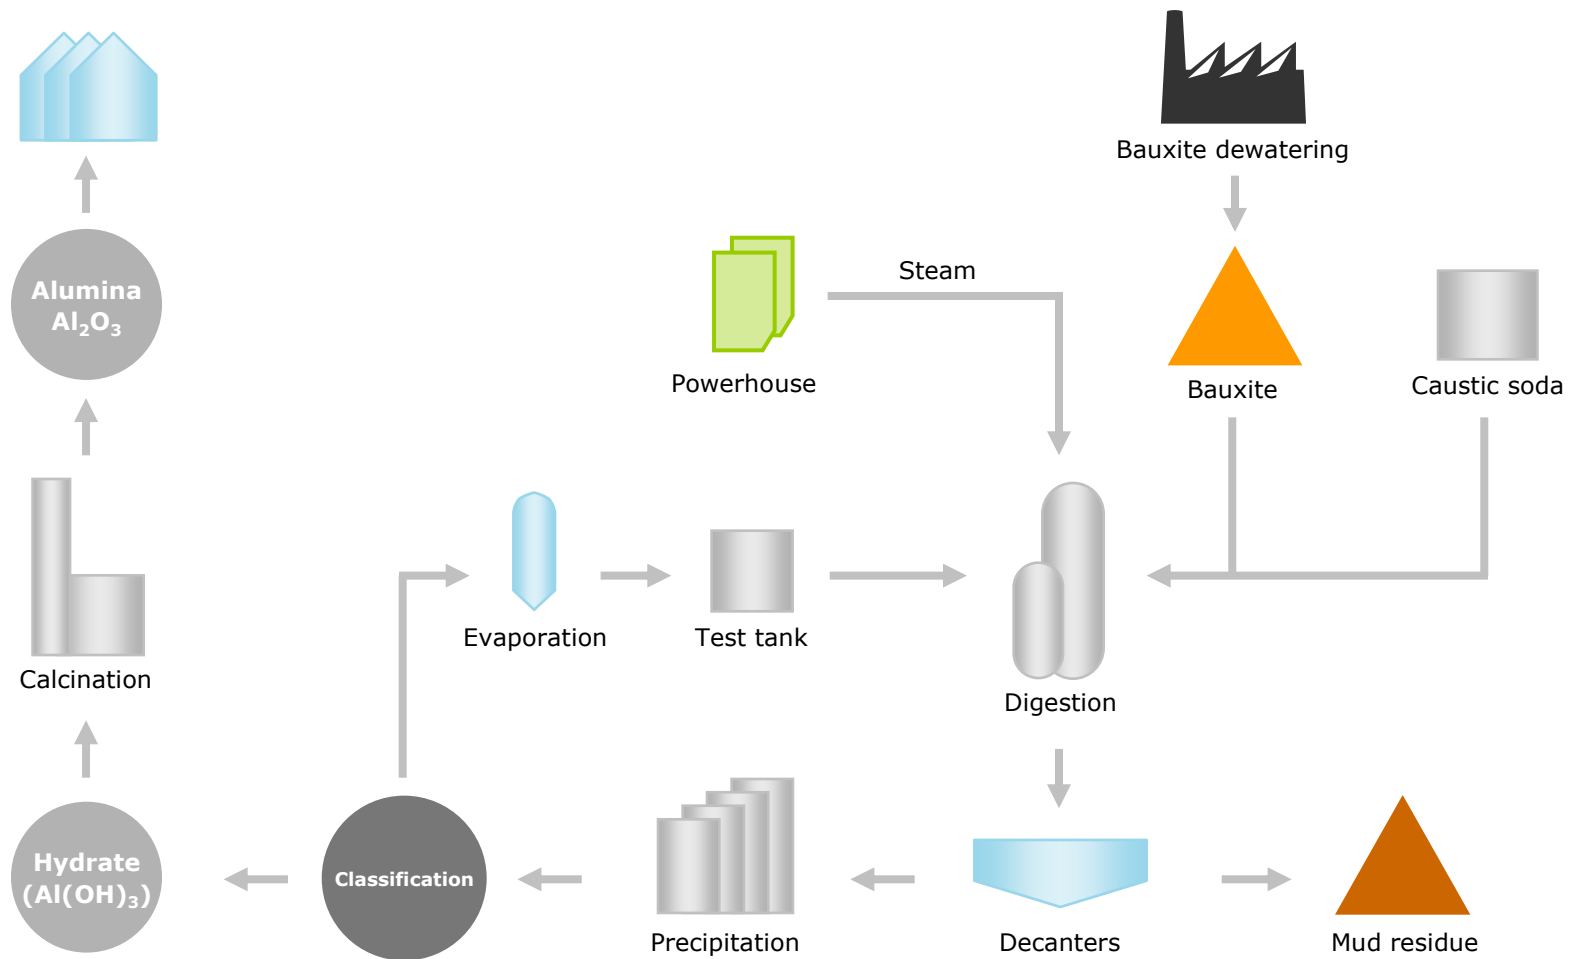 Bauxite dewatering
Steam
Alumina
Al₂O₃
Powerhouse
Bauxite
Caustic soda
Evaporation
Test tank
Calcination
Digestion
Hydrate
(Al(OH)₃)
Classification
Precipitation
Decanters
Mud residue